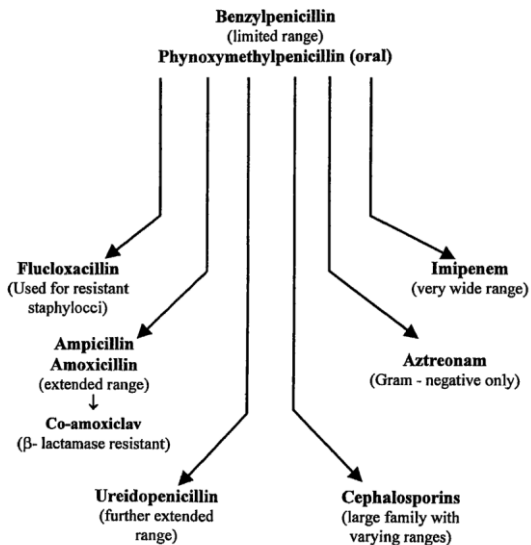 Benzylpenicillin
(limited range)
Phynoxymethylpenicillin (oral)
Flucloxacillin
(Used for resistant
staphylocci)
Imipenem
(very wide range)
Ampicillin
Amoxicillin
(extended range)
↓
Co-amoxiclav
(β- lactamase resistant)
Aztreonam
(Gram - negative only)
Ureidopenicillin
(further extended
range)
Cephalosporins
(large family with
varying ranges)